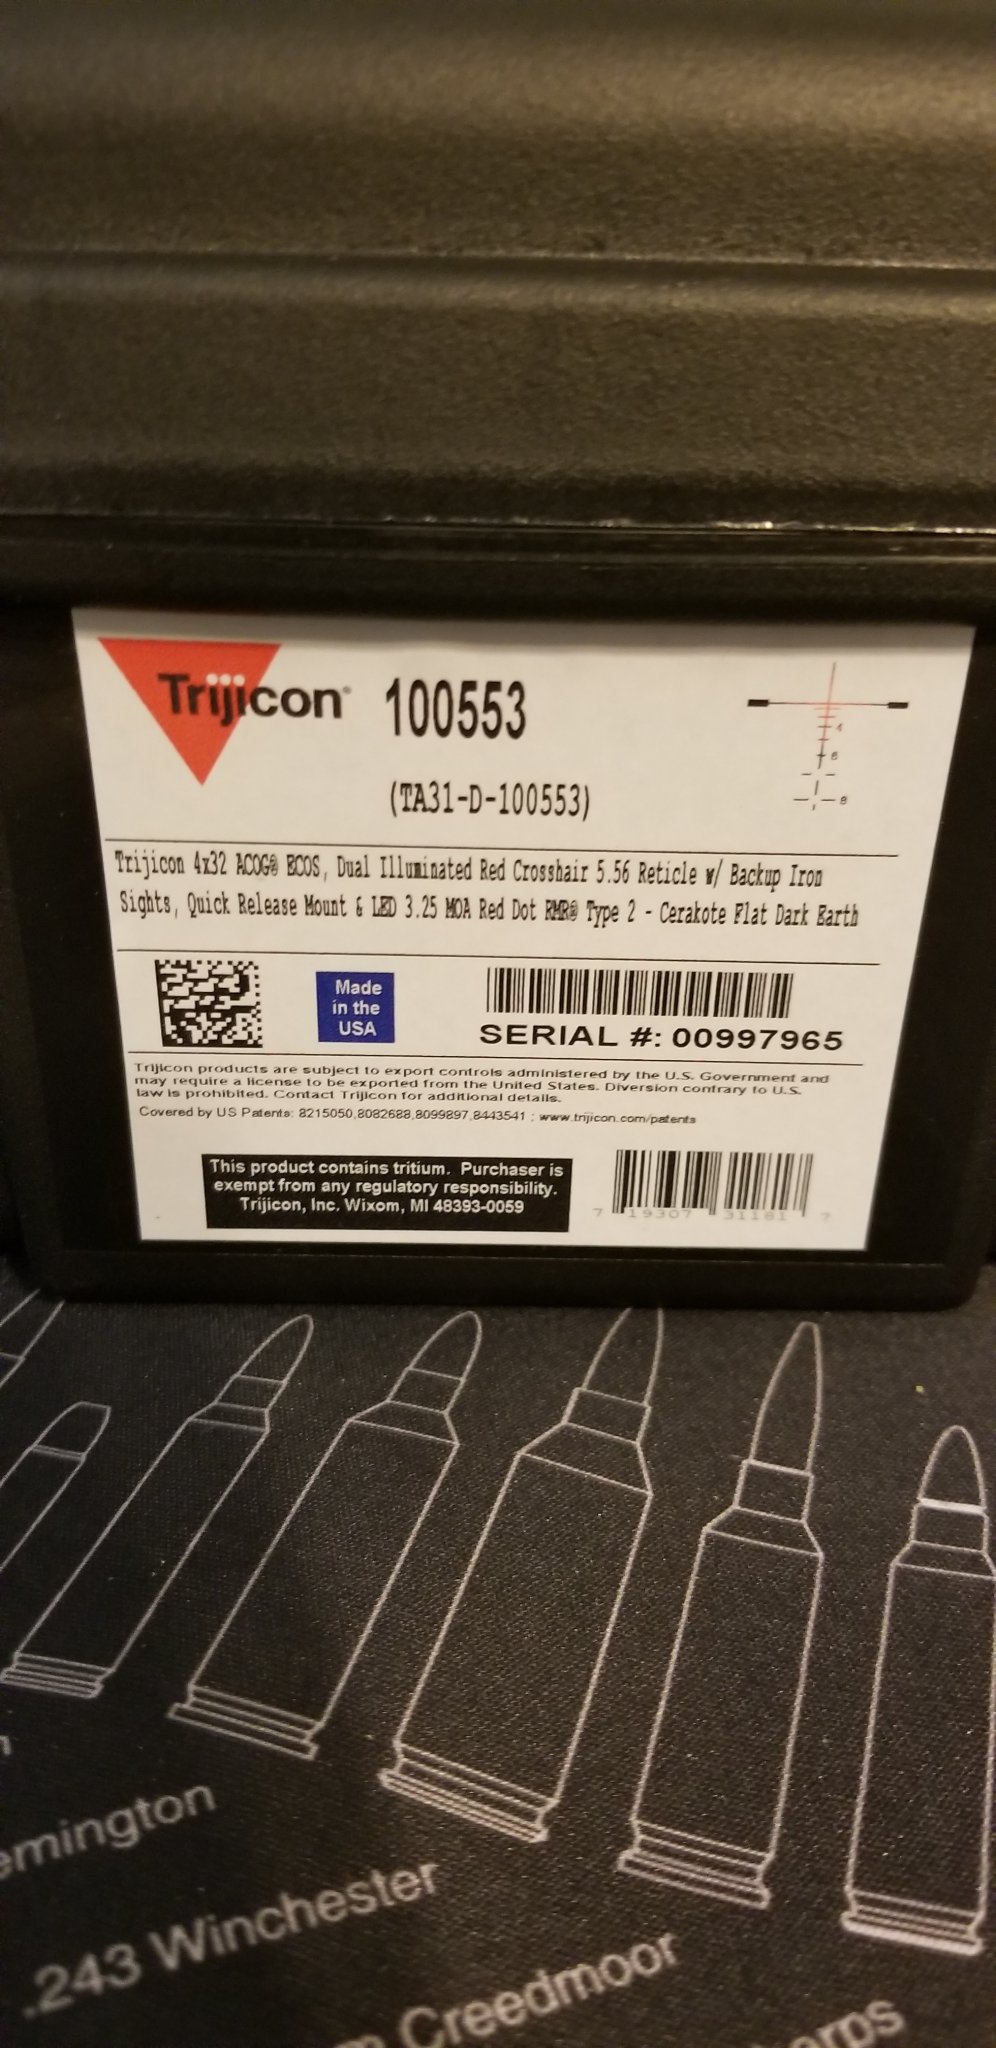 Trijicon®
100553
(TA31-D-100553)
4
6
8
Trijicon 4x32 ACOG® ECOS, Dual Illuminated Red Crosshair 5.56 Reticle w/ Backup Iron
Sights, Quick Release Mount & LED 3.25 MOA Red Dot RMR® Type 2 - Cerakote Flat Dark Earth
Made
in the
USA
SERIAL #: 00997965
Trijicon products are subject to export controls administered by the U.S. Government and
may require a license to be exported from the United States. Diversion contrary to U.S.
law is prohibited. Contact Trijicon for additional details.
Covered by US Patents: 8215050,8082688,8099897,8443541 ; www.trijicon.com/patents
This product contains tritium. Purchaser is
exempt from any regulatory responsibility.
Trijicon, Inc. Wixom, MI 48393-0059
7 19307 31181 7
emington
.243 Winchester
m Creedmoor